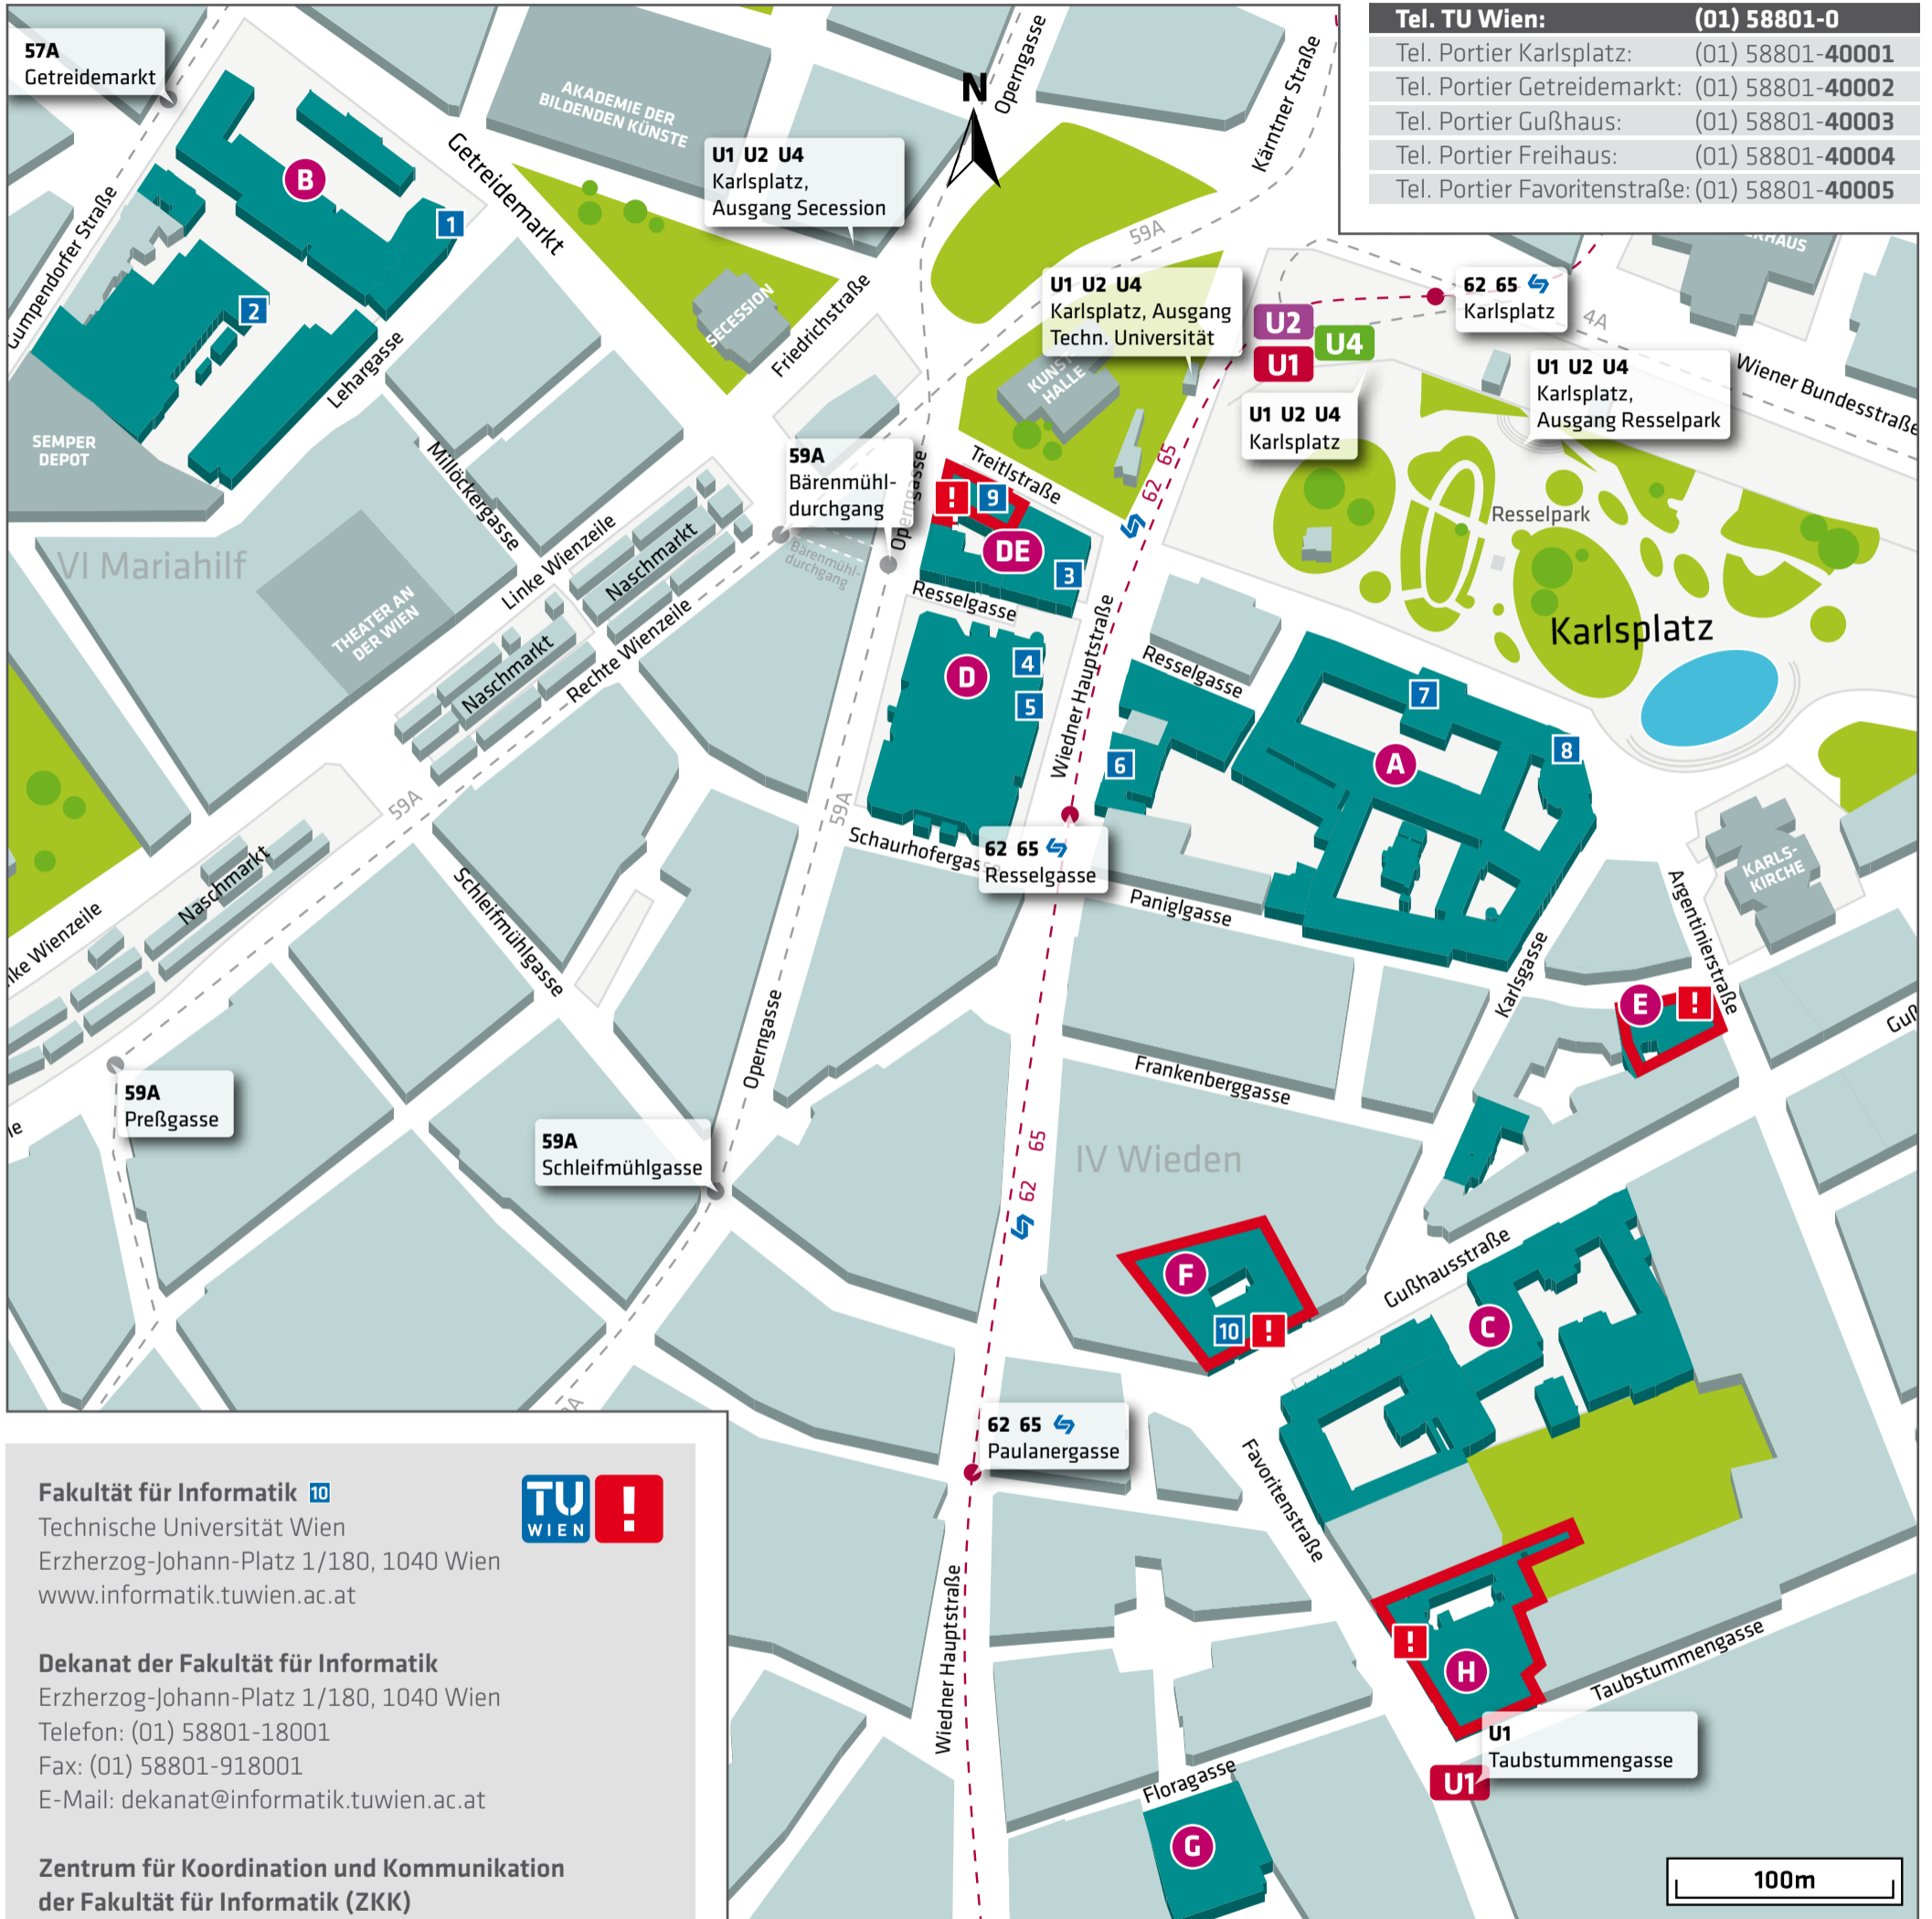 Tel. TU Wien: (01) 58801-0
Tel. Portier Karlsplatz: (01) 58801-40001
Tel. Portier Getreidemarkt: (01) 58801-40002
Tel. Portier Gußhaus: (01) 58801-40003
Tel. Portier Freihaus: (01) 58801-40004
Tel. Portier Favoritenstraße: (01) 58801-40005
57A
Getreidemarkt
B
1
2
Gumpendorfer Straße
Getreidemarkt
Lehargasse
SEMPER
DEPOT
AKADEMIE DER
BILDENDEN KÜNSTE
U1 U2 U4
Karlsplatz,
Ausgang Secession
N
Operngasse
Kärntner Straße
59A
SECESSION
Friedrichstraße
U1 U2 U4
Karlsplatz, Ausgang
Techn. Universität
KUNST-
HALLE
U2
U4
U1
62 65
Karlsplatz
4A
U1 U2 U4
Karlsplatz
U1 U2 U4
Karlsplatz,
Ausgang Resselpark
Wiener Bundesstraße
Resselpark
Karlsplatz
VI Mariahilf
THEATER AN
DER WIEN
Millöckergasse
Linke Wienzeile
Naschmarkt
Naschmarkt
Rechte Wienzeile
59A
Bärenmühl-
durchgang
Bärenmühl-
durchgang
Operngasse
Treitlstraße
!
9
DE
3
62 65
Resselgasse
D
4
5
Wiedner Hauptstraße
Resselgasse
6
7
A
8
KARLS-
KIRCHE
59A
59A
Schaurhofergas
62 65
Resselgasse
Paniglgasse
Karlsgasse
Argentinierstraße
E
!
Guß
Naschmarkt
nke Wienzeile
Schleifmühlgasse
Operngasse
Frankenberggasse
59A
Preßgasse
le
59A
Schleifmühlgasse
62 65
IV Wieden
F
10
!
Gußhausstraße
C
62 65
Paulanergasse
Favoritenstraße
Wiedner Hauptstraße
!
H
Taubstummengasse
U1
Taubstummengasse
U1
Floragasse
G
100m
Fakultät für Informatik 10
Technische Universität Wien
Erzherzog-Johann-Platz 1/180, 1040 Wien
www.informatik.tuwien.ac.at
TU
WIEN
!
Dekanat der Fakultät für Informatik
Erzherzog-Johann-Platz 1/180, 1040 Wien
Telefon: (01) 58801-18001
Fax: (01) 58801-918001
E-Mail: dekanat@informatik.tuwien.ac.at
Zentrum für Koordination und Kommunikation
der Fakultät für Informatik (ZKK)